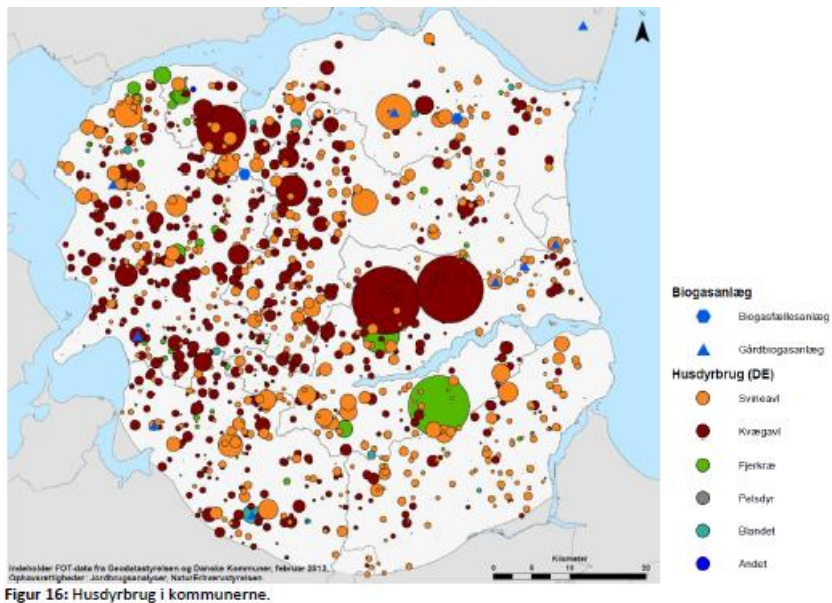 N
Biogasanlæg
Biogasfællesanlæg
Gårdbiogasanlæg
Husdyrbrug (DE)
Svineavl
Kvægavl
Fjerkræ
Pelsdyr
Blandet
Andet
Kilometer
0 10 20
Indeholder FOT-data fra Geodatastyrelsen og Danske Kommuner, februar 2013.
Ophavsrettigheder: Jordbrugsanalyser, NaturErhvervstyrelsen
Figur 16: Husdyrbrug i kommunerne.